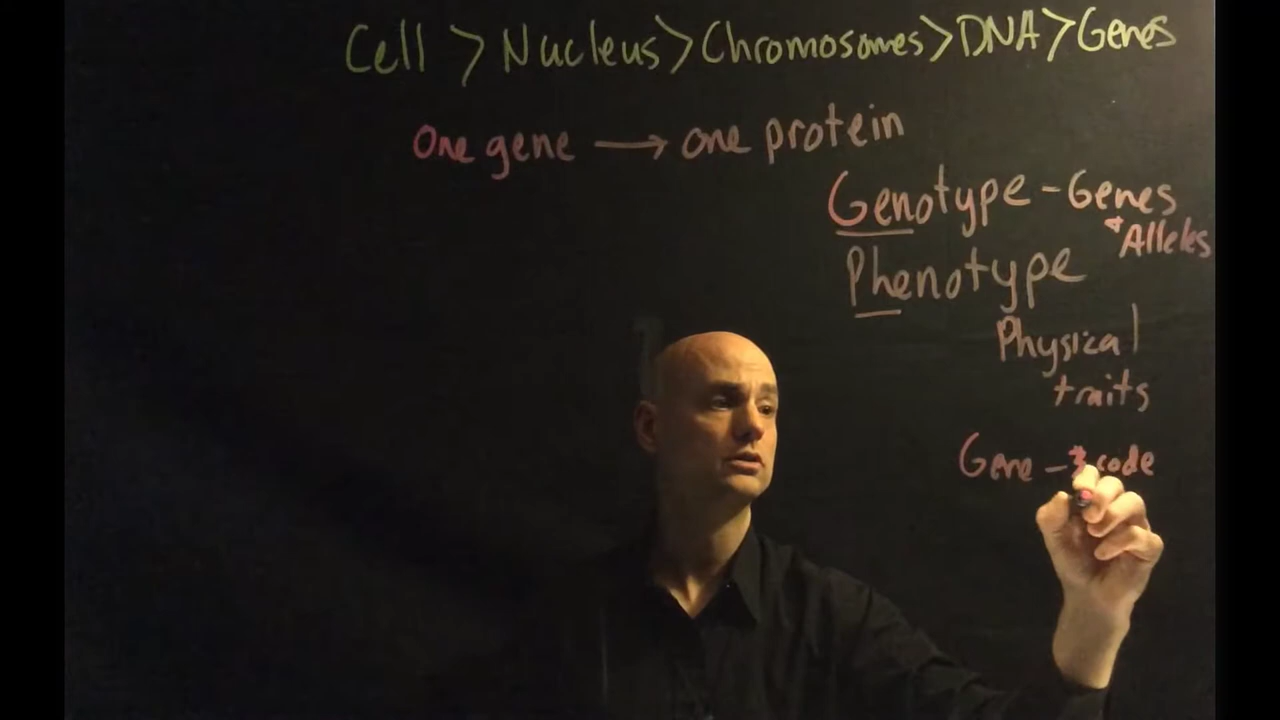 Cell > Nucleus > Chromosomes > DNA > Genes
One gene → one protein
Genotype - Genes
+ Alleles
Phenotype
Physical
traits
Gene - code